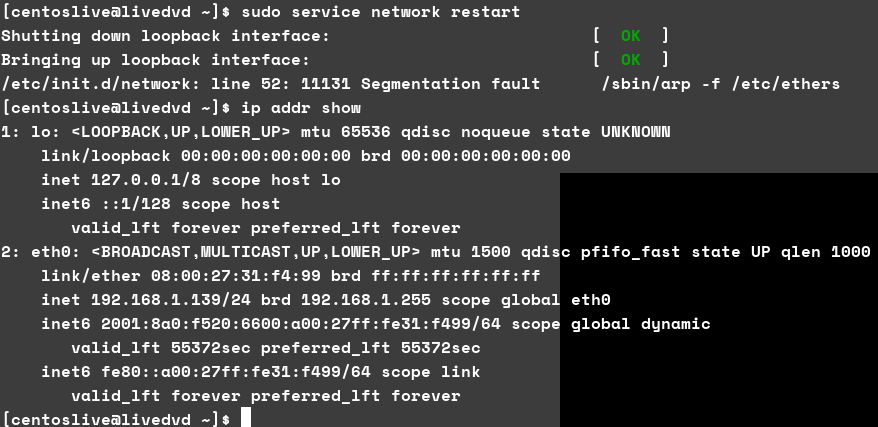 [centoslive@livedvd ~]$ sudo service network restart
Shutting down loopback interface:                          [  OK  ]
Bringing up loopback interface:                            [  OK  ]
/etc/init.d/network: line 52: 11131 Segmentation fault      /sbin/arp -f /etc/ethers
[centoslive@livedvd ~]$ ip addr show
1: lo: <LOOPBACK,UP,LOWER_UP> mtu 65536 qdisc noqueue state UNKNOWN
    link/loopback 00:00:00:00:00:00 brd 00:00:00:00:00:00
    inet 127.0.0.1/8 scope host lo
    inet6 ::1/128 scope host
       valid_lft forever preferred_lft forever
2: eth0: <BROADCAST,MULTICAST,UP,LOWER_UP> mtu 1500 qdisc pfifo_fast state UP qlen 1000
    link/ether 08:00:27:31:f4:99 brd ff:ff:ff:ff:ff:ff
    inet 192.168.1.139/24 brd 192.168.1.255 scope global eth0
    inet6 2001:8a0:f520:6600:a00:27ff:fe31:f499/64 scope global dynamic
       valid_lft 55372sec preferred_lft 55372sec
    inet6 fe80::a00:27ff:fe31:f499/64 scope link
       valid_lft forever preferred_lft forever
[centoslive@livedvd ~]$